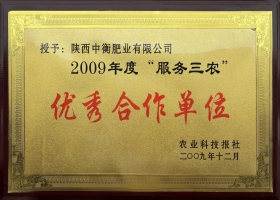 授予：陕西中衡肥业有限公司
2009年度“服务三农”
优秀合作单位
农业科技报社
二〇〇九年十二月